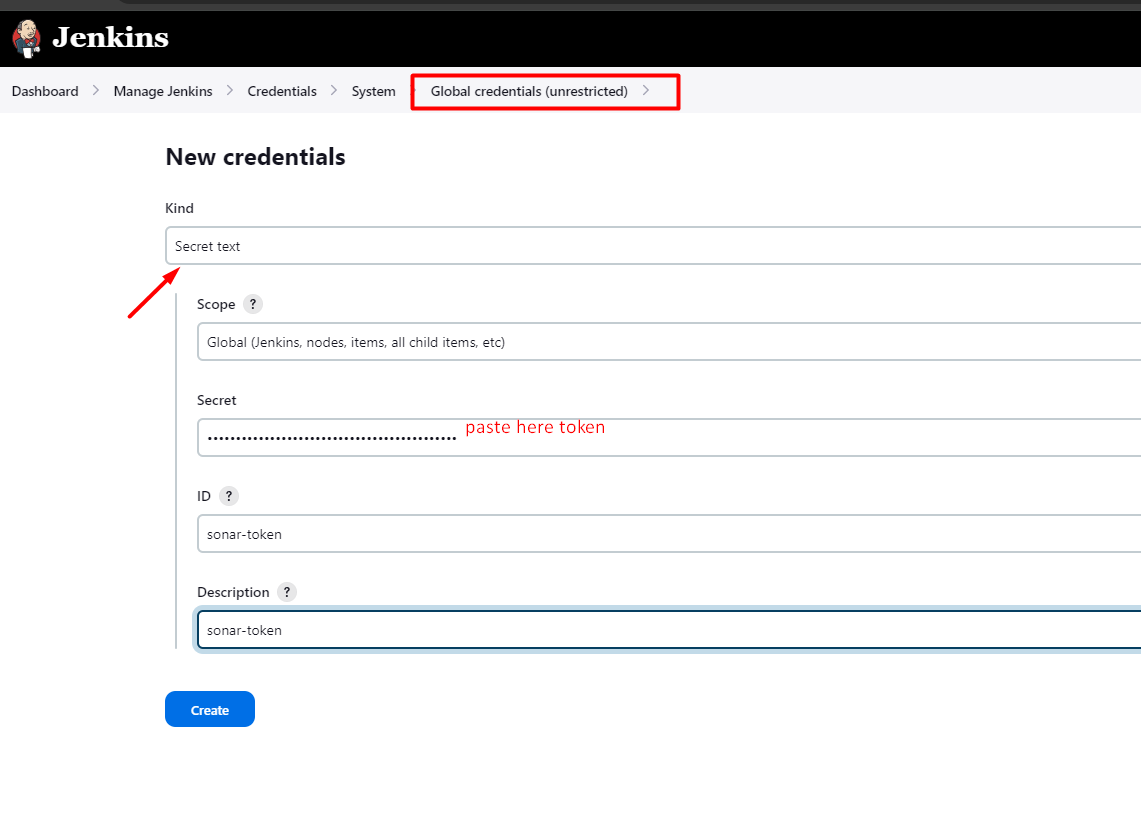 Jenkins
Dashboard > Manage Jenkins > Credentials > System > Global credentials (unrestricted) >
New credentials
Kind
Secret text
Scope ?
Global (Jenkins, nodes, items, all child items, etc)
Secret
•••••••••••••••••••••••••••••••••••••••••••• paste here token
ID ?
sonar-token
Description ?
sonar-token
Create